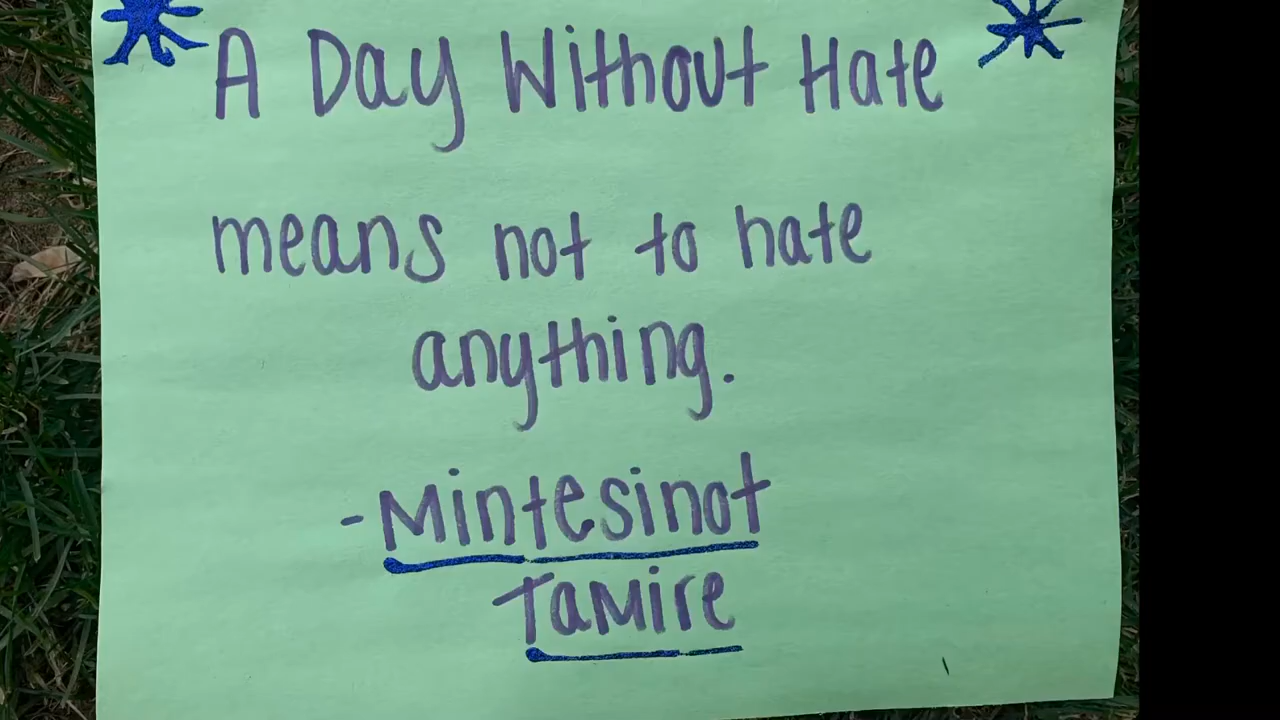 A Day Without Hate
means not to hate
anything.
-Mintesinot
Tamire